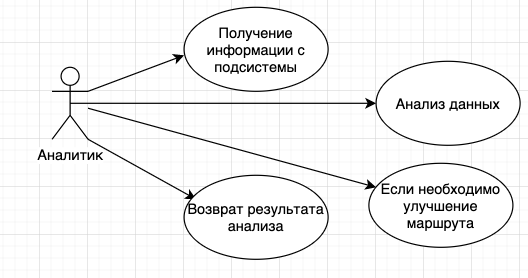 Получение
информации с
подсистемы
Анализ данных
Аналитик
Если необходимо
улучшение
маршрута
Возврат результата
анализа